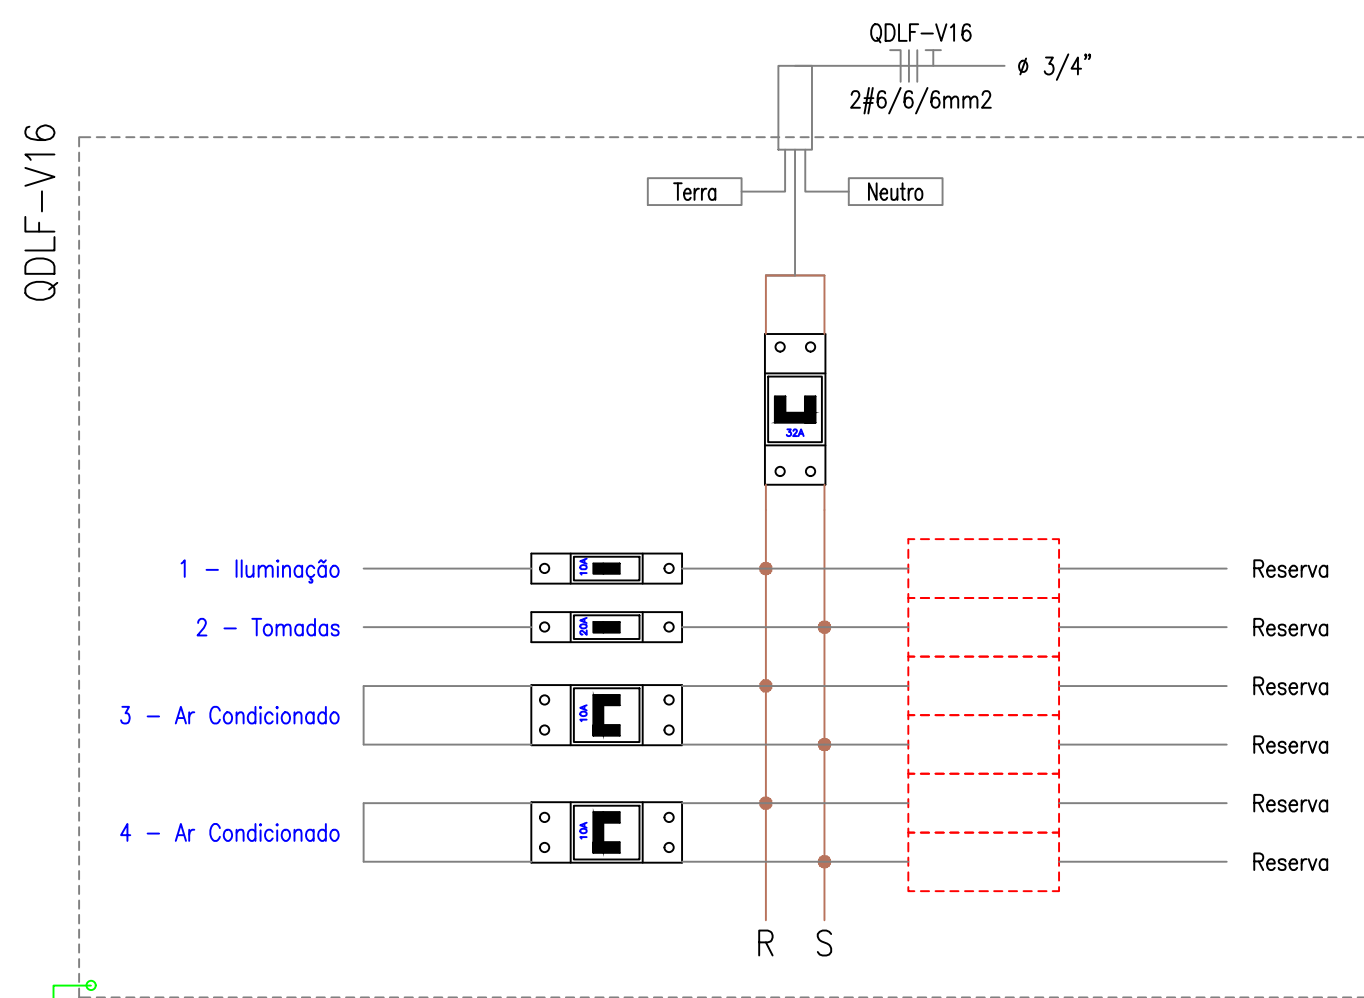 QDLF-V16
ø 3/4"
2#6/6/6mm2
QDLF-V16
Terra
Neutro
32A
1 - Iluminação
10A
Reserva
2 - Tomadas
20A
Reserva
Reserva
3 - Ar Condicionado
10A
Reserva
Reserva
4 - Ar Condicionado
10A
Reserva
R
S